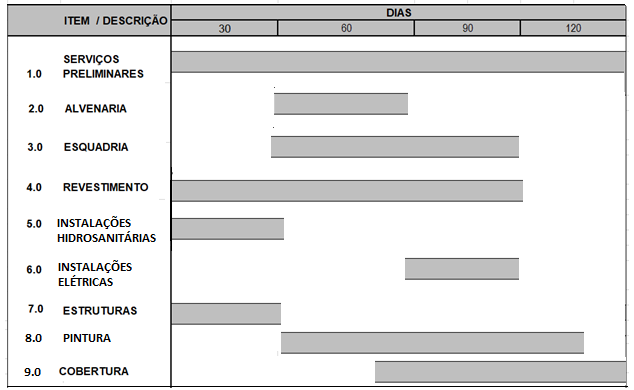 ITEM / DESCRIÇÃO
DIAS
30 60 90 120
1.0 SERVIÇOS
PRELIMINARES
2.0 ALVENARIA
3.0 ESQUADRIA
4.0 REVESTIMENTO
5.0 INSTALAÇÕES
HIDROSANITÁRIAS
6.0 INSTALAÇÕES
ELÉTRICAS
7.0 ESTRUTURAS
8.0 PINTURA
9.0 COBERTURA